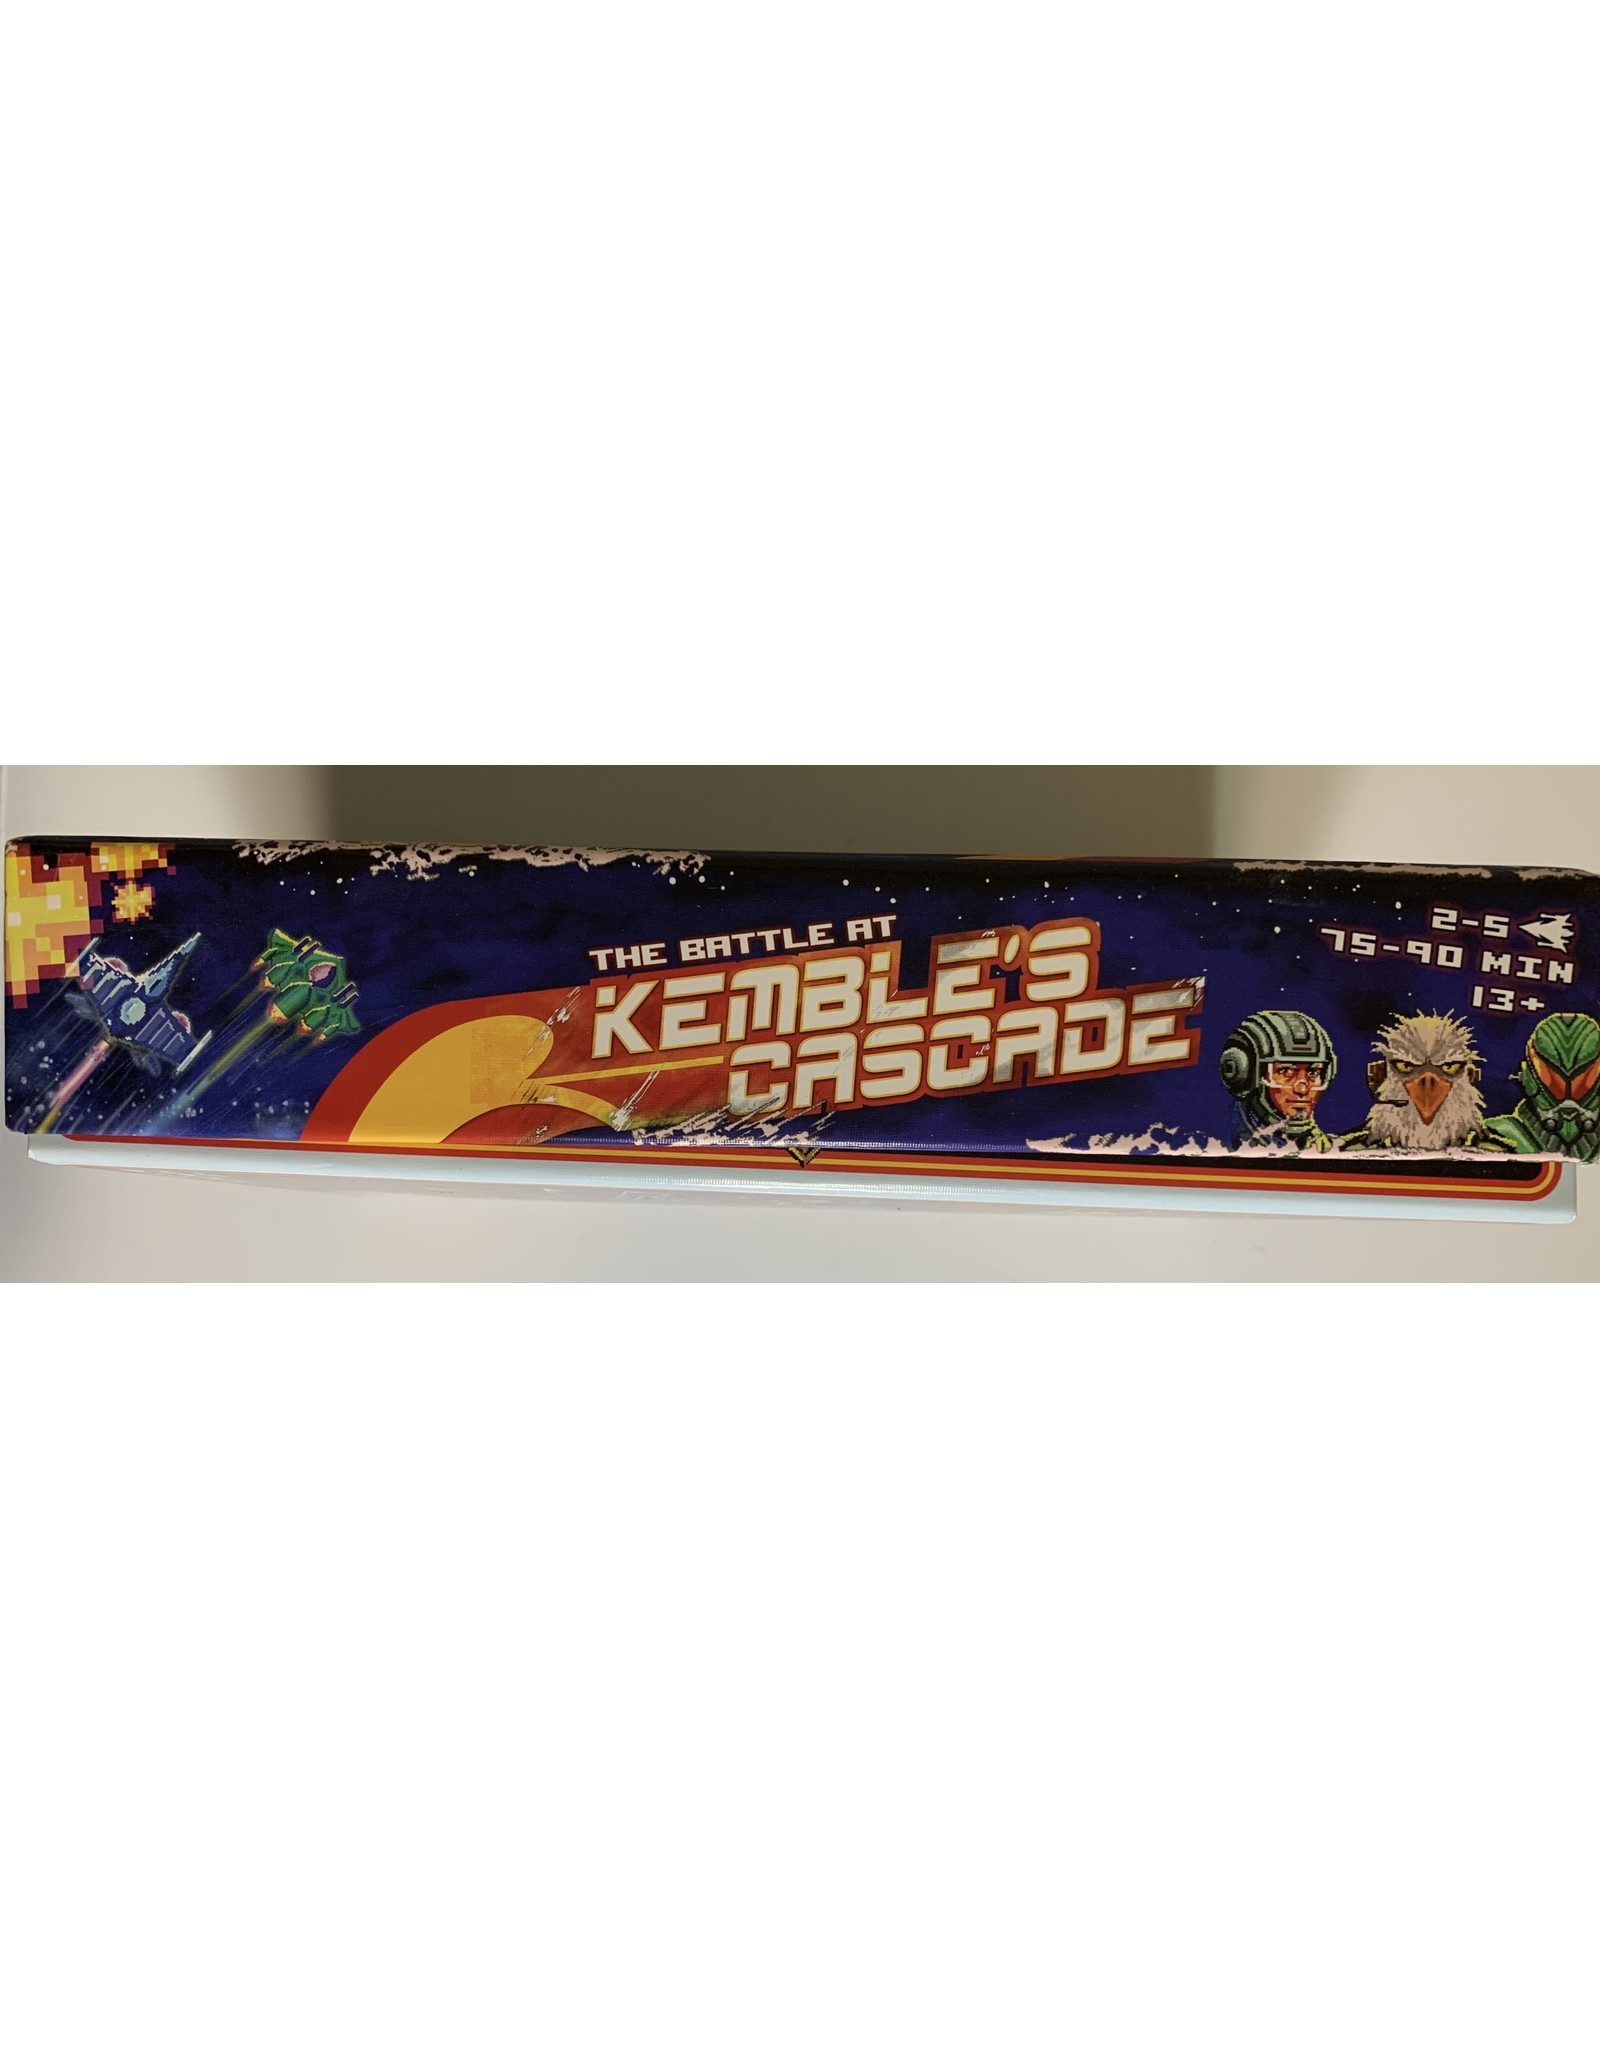 THE BATTLE AT
KEMBLE'S
CASCADE
2-5
75-90 MIN
13+